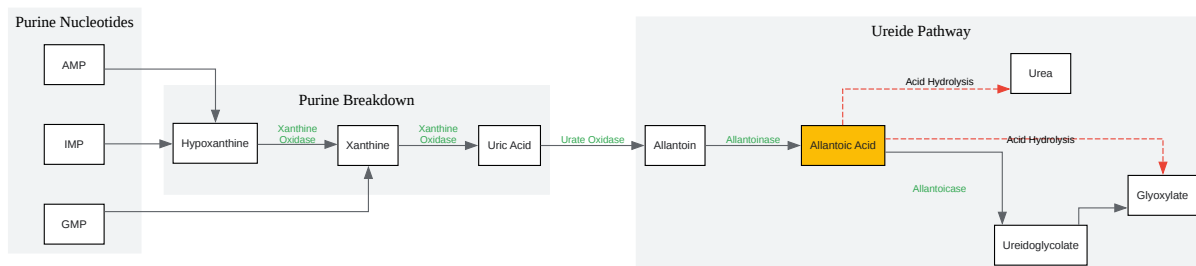 Purine Nucleotides
AMP
IMP
GMP
Purine Breakdown
Hypoxanthine
Xanthine
Oxidase
Xanthine
Xanthine
Oxidase
Uric Acid
Urate Oxidase
Ureide Pathway
Allantoin
Allantoinase
Allantoic Acid
Acid Hydrolysis
Urea
Acid Hydrolysis
Glyoxylate
Allantoicase
Ureidoglycolate